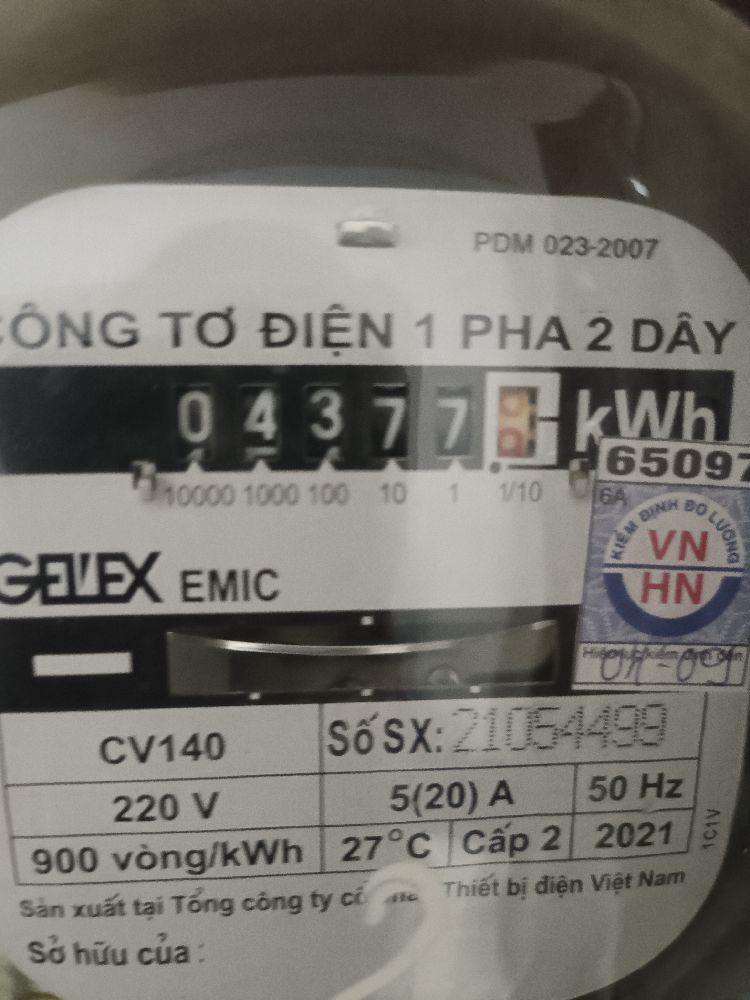 PDM 023-2007
CÔNG TƠ ĐIỆN 1 PHA 2 DÂY
0 4 3 7 7 kWh
10000 1000 100 10 1 1/10
65097
6A
KIỂM ĐỊNH ĐO LƯỜNG
VN
HN
GELEX EMIC
CV140
Số SX: 21054499
220 V
5(20) A
50 Hz
900 vòng/kWh
27°C
Cấp 2
2021
1C1V
Sản xuất tại Tổng công ty Thiết bị điện Việt Nam
Sở hữu của :